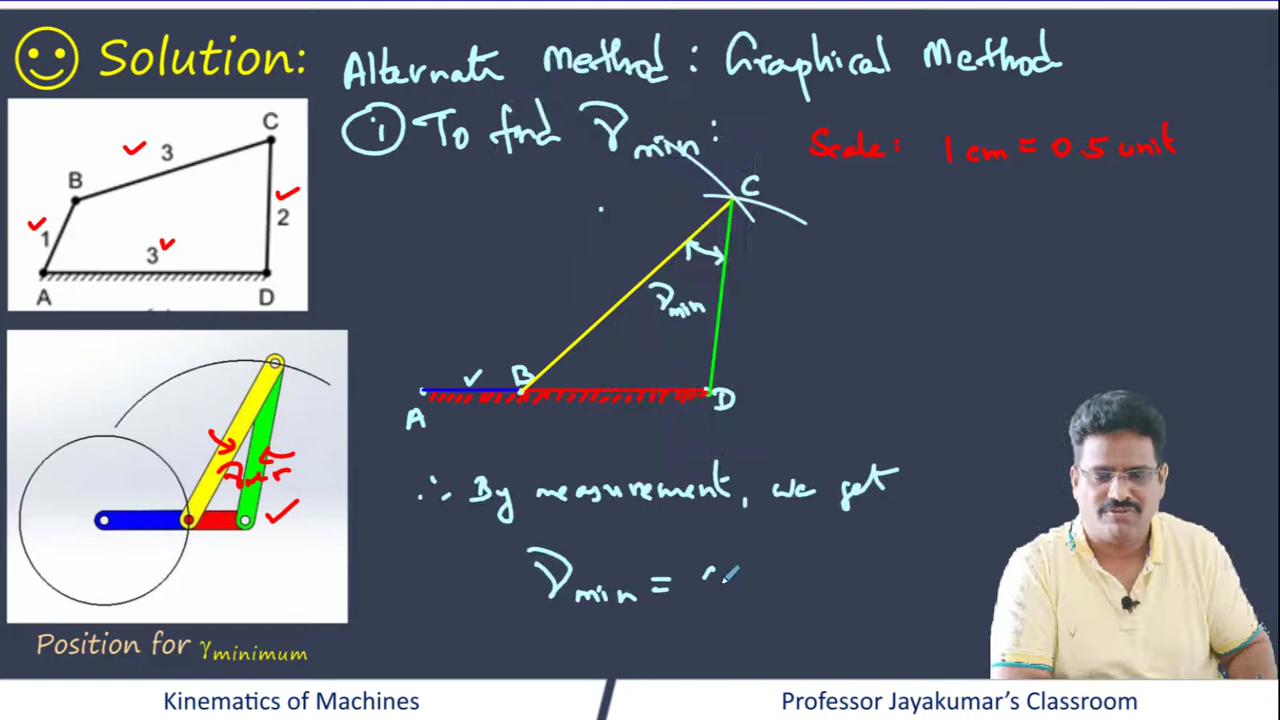 Solution:
Alternate Method: Graphical Method
i To find γmin:
Scale: 1 cm = 0.5 unit
C
3
B
2
1
3
A
D
C
γmin
B
A
D
∴ By measurement, we get
γmin =
Position for γminimum
Kinematics of Machines
Professor Jayakumar's Classroom